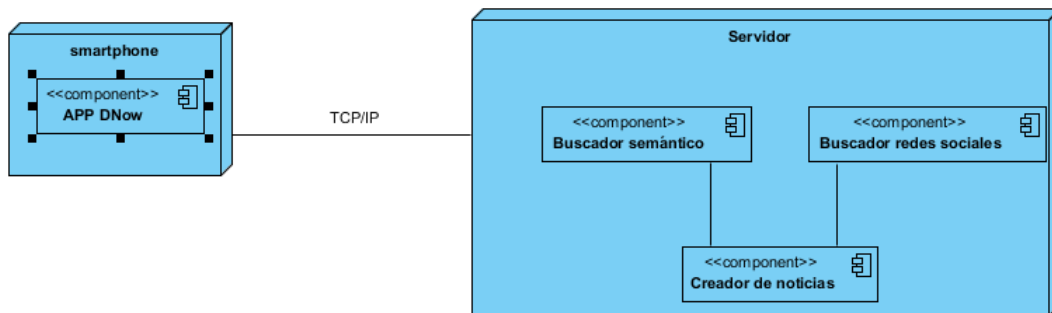 smartphone
<<component>>
APP DNow
TCP/IP
Servidor
<<component>>
Buscador semántico
<<component>>
Buscador redes sociales
<<component>>
Creador de noticias